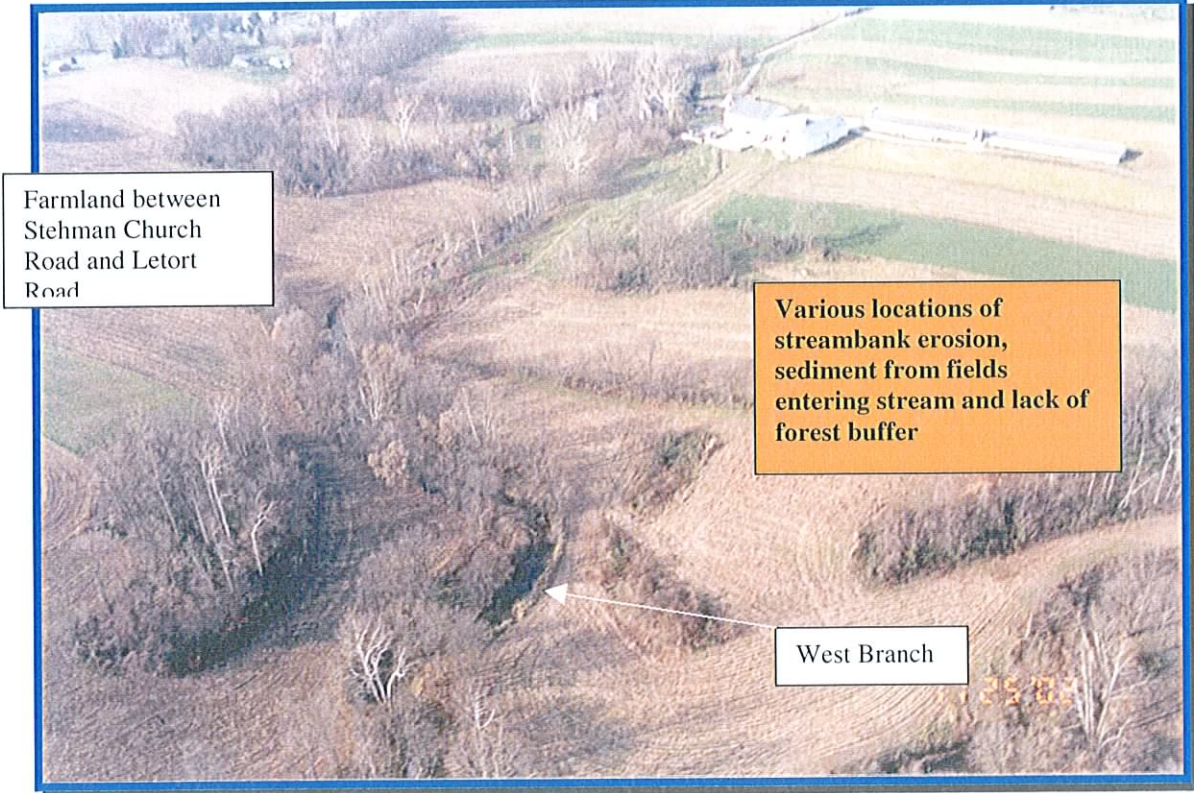 Farmland between
Stehman Church
Road and Letort
Road
Various locations of
streambank erosion,
sediment from fields
entering stream and lack of
forest buffer
West Branch